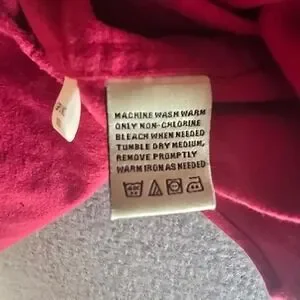 MACHINE WASH WARM
ONLY NON-CHLORINE
BLEACH WHEN NEEDED
TUMBLE DRY MEDIUM,
REMOVE PROMPTLY
WARM IRON AS NEEDED